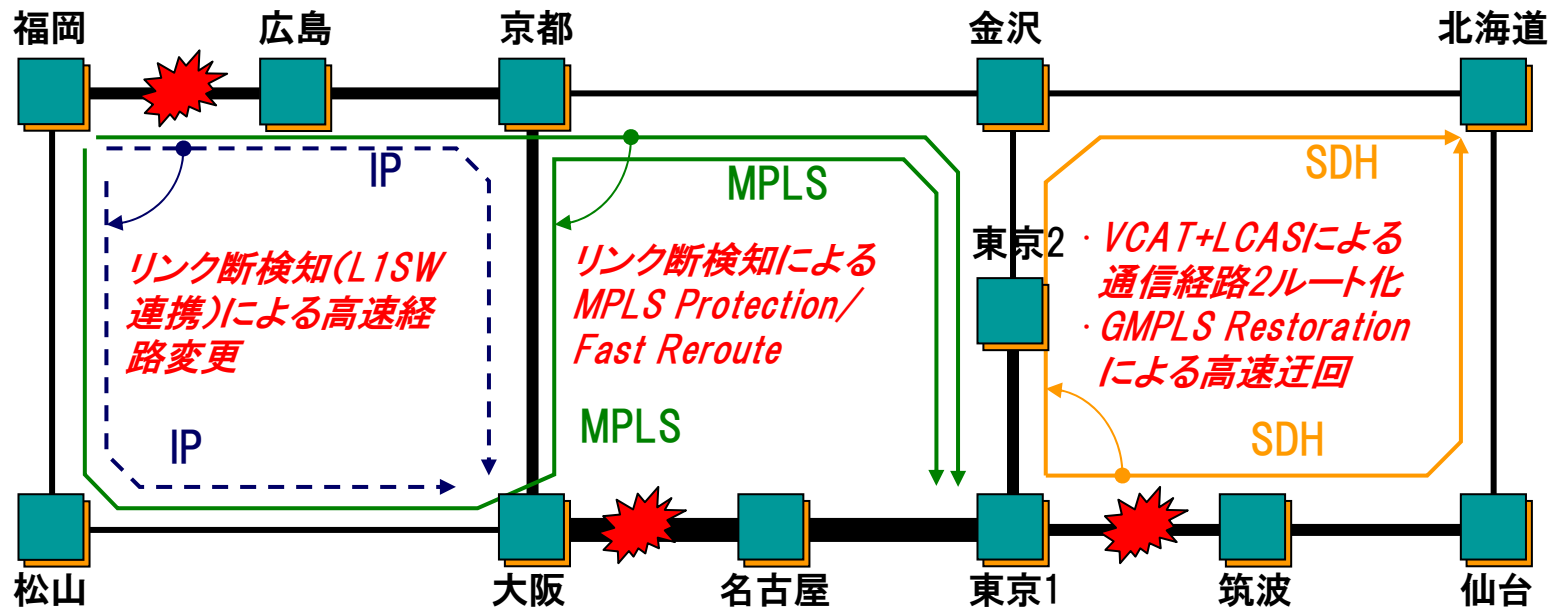 福岡
広島
京都
金沢
北海道
IP
MPLS
SDH
リンク断検知(L1SW
連携)による高速経
路変更
リンク断検知による
MPLS Protection/
Fast Reroute
東京2
・VCAT+LCASによる
通信経路2ルート化
・GMPLS Restoration
による高速迂回
IP
MPLS
SDH
松山
大阪
名古屋
東京1
筑波
仙台